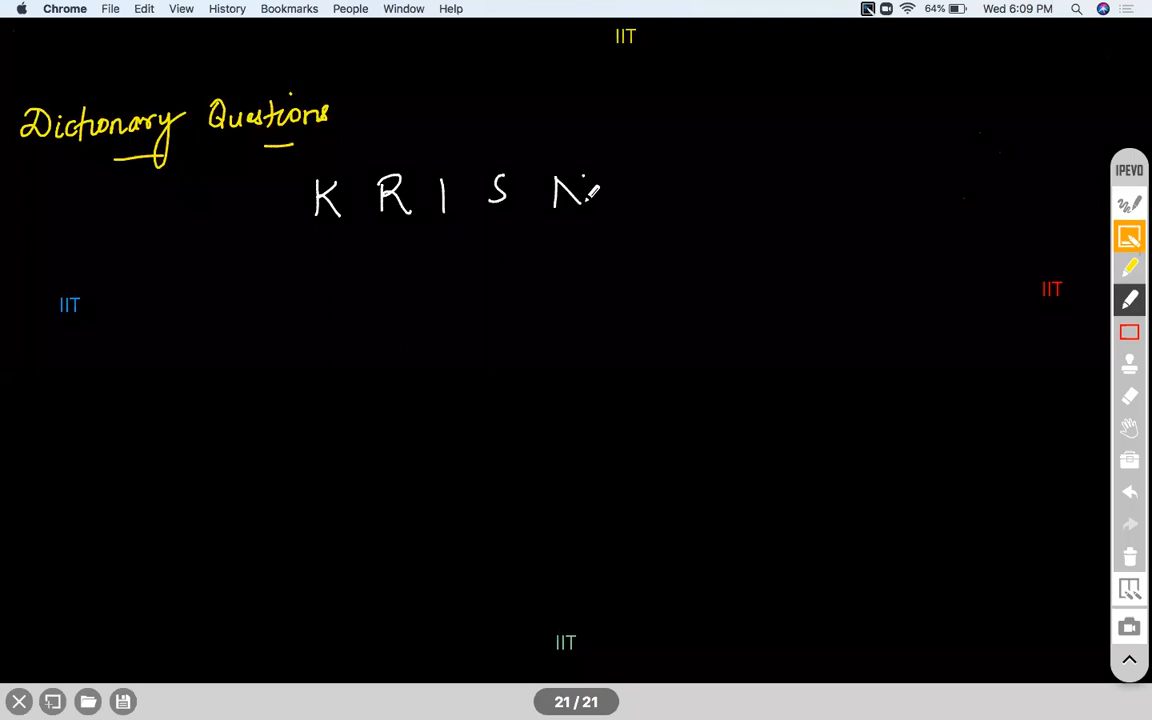 Chrome File Edit View History Bookmarks People Window Help 64% Wed 6:09 PM
IIT
Dictionary Questions
IPEVO
K R I S N
IIT
IIT
IIT
21 / 21